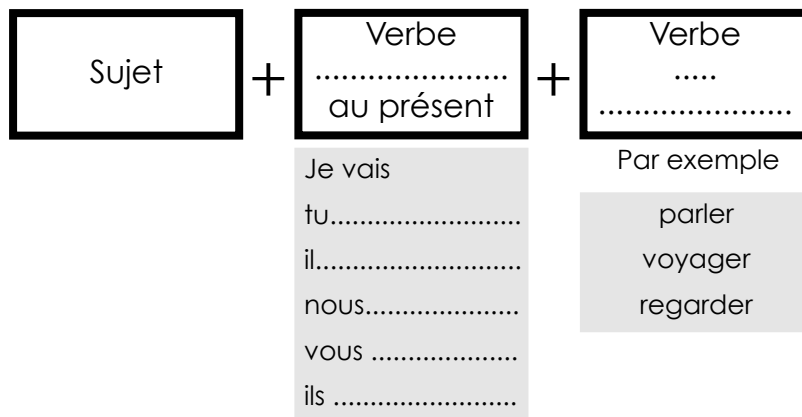 Sujet
+
Verbe
......................
au présent
+
Verbe
.....
......................
Je vais
tu.........................
il...........................
nous.....................
vous .................
ils ........................
Par exemple
parler
voyager
regarder